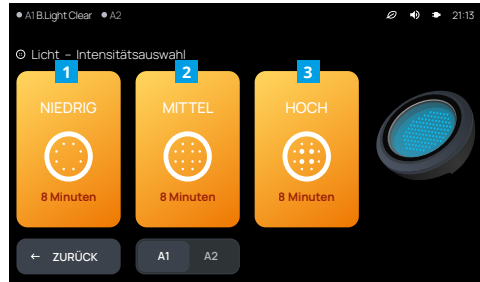 A1 B.Light Clear A2 21:13
Licht – Intensitätsauswahl
1 2 3
NIEDRIG MITTEL HOCH
8 Minuten 8 Minuten 8 Minuten
← ZURÜCK A1 A2